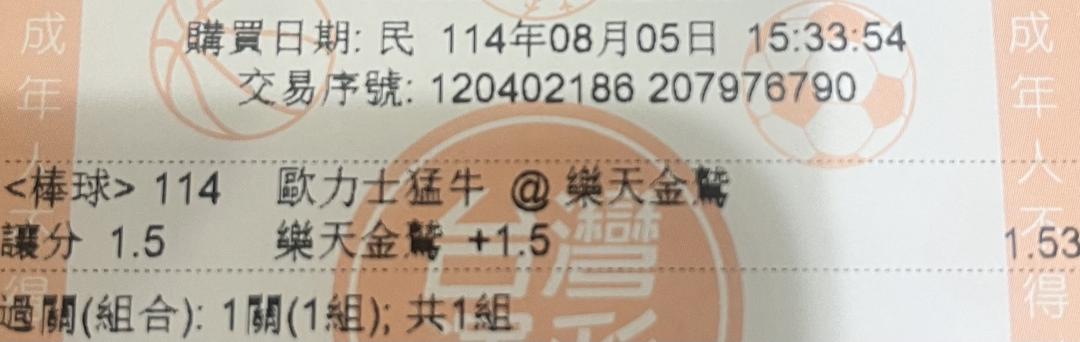 購買日期: 民 114年08月05日 15:33:54
交易序號: 120402186 207976790
<棒球> 114 歐力士猛牛 @ 樂天金鷲
讓分 1.5 樂天金鷲 +1.5 1.53
過關(組合): 1關(1組); 共1組
成年人
成年人不得
台灣